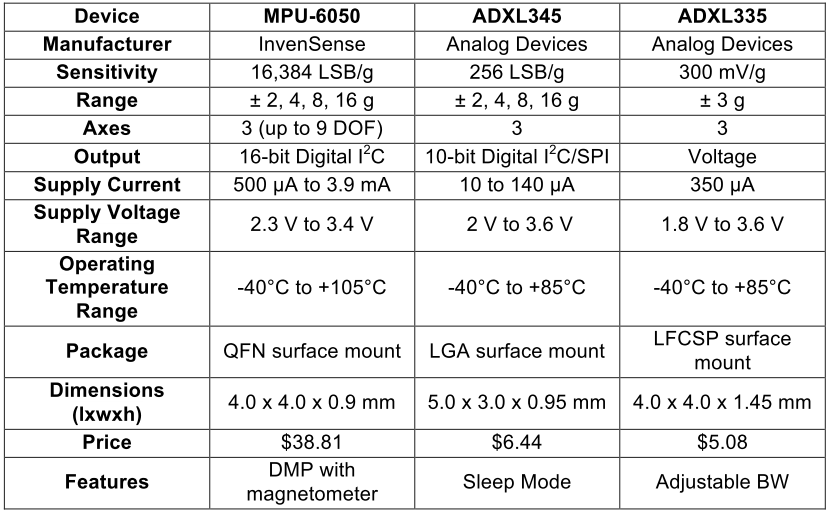 Device MPU-6050 ADXL345 ADXL335
Manufacturer InvenSense Analog Devices Analog Devices
Sensitivity 16,384 LSB/g 256 LSB/g 300 mV/g
Range ± 2, 4, 8, 16 g ± 2, 4, 8, 16 g ± 3 g
Axes 3 (up to 9 DOF) 3 3
Output 16-bit Digital I²C 10-bit Digital I²C/SPI Voltage
Supply Current 500 µA to 3.9 mA 10 to 140 µA 350 µA
Supply Voltage
Range 2.3 V to 3.4 V 2 V to 3.6 V 1.8 V to 3.6 V
Operating
Temperature
Range -40°C to +105°C -40°C to +85°C -40°C to +85°C
Package QFN surface mount LGA surface mount LFCSP surface
mount
Dimensions
(lxwxh) 4.0 x 4.0 x 0.9 mm 5.0 x 3.0 x 0.95 mm 4.0 x 4.0 x 1.45 mm
Price $38.81 $6.44 $5.08
Features DMP with
magnetometer Sleep Mode Adjustable BW